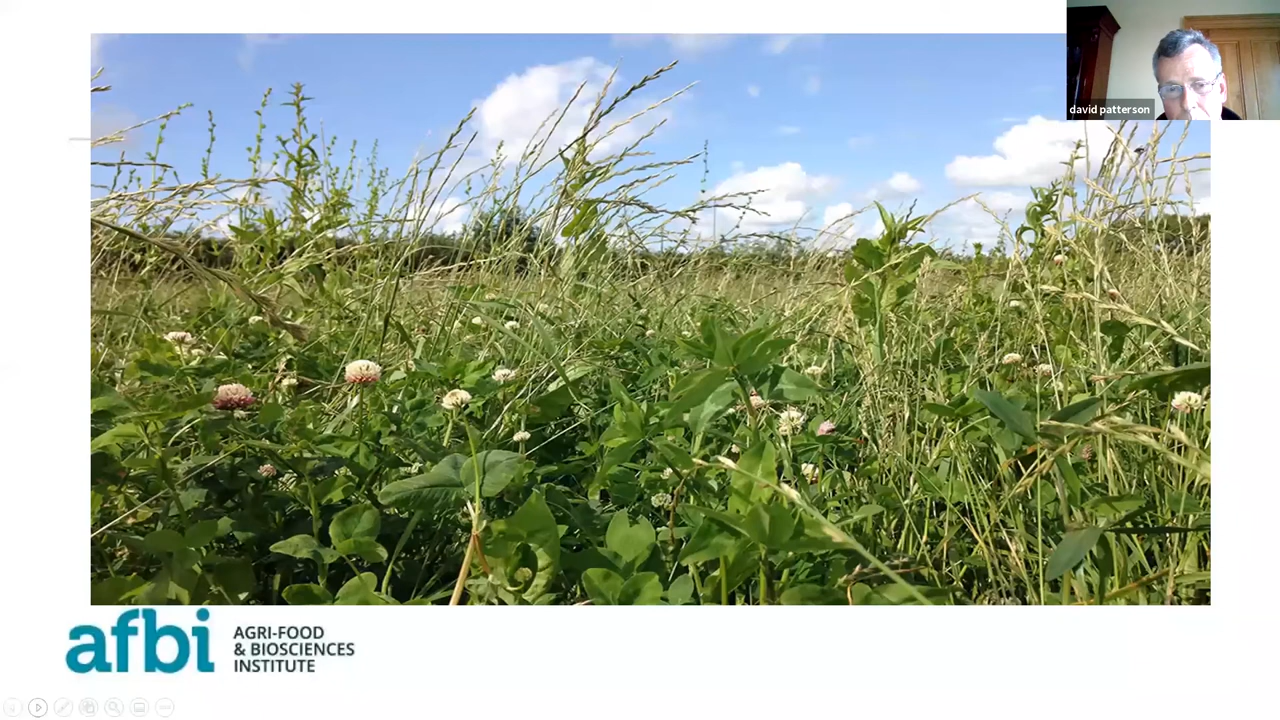 david patterson
afbi
AGRI-FOOD
& BIOSCIENCES
INSTITUTE